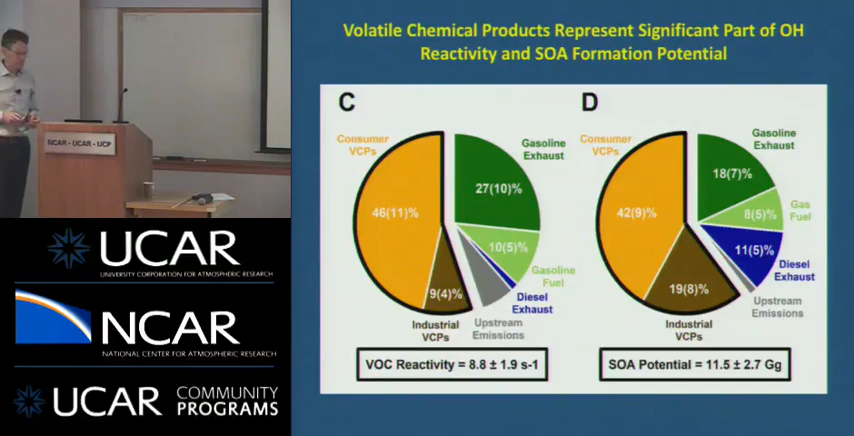 Volatile Chemical Products Represent Significant Part of OH
Reactivity and SOA Formation Potential
C
Consumer
VCPs
Gasoline
Exhaust
27(10)%
46(11)%
10(5)%
Gasoline
Fuel
9(4)%
Diesel
Exhaust
Industrial
VCPs
Upstream
Emissions
VOC Reactivity = 8.8 ± 1.9 s-1
D
Consumer
VCPs
Gasoline
Exhaust
18(7)%
Gas
Fuel
8(5)%
42(9)%
11(5)%
Diesel
Exhaust
19(8)%
Upstream
Emissions
Industrial
VCPs
SOA Potential = 11.5 ± 2.7 Gg
NCAR - UCAR - UCP
UCAR
UNIVERSITY CORPORATION FOR ATMOSPHERIC RESEARCH
NCAR
NATIONAL CENTER FOR ATMOSPHERIC RESEARCH
UCAR COMMUNITY
PROGRAMS